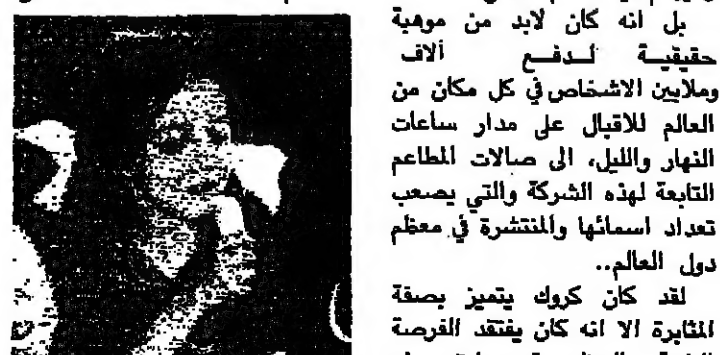 بل انه كان لابد من موهبة
حقيقيـة لـدفـع آلاف
وملايين الاشخاص في كل مكان من
العالم للاقبال على مدار ساعات
النهار والليل، الى صالات المطاعم
التابعة لهذه الشركة والتي يصعب
تعداد اسمائها والمنتشرة في معظم
دول العالم..
لقد كان كروك يتميز بصفة
المثابرة الا انه كان يفتقد الفرصة